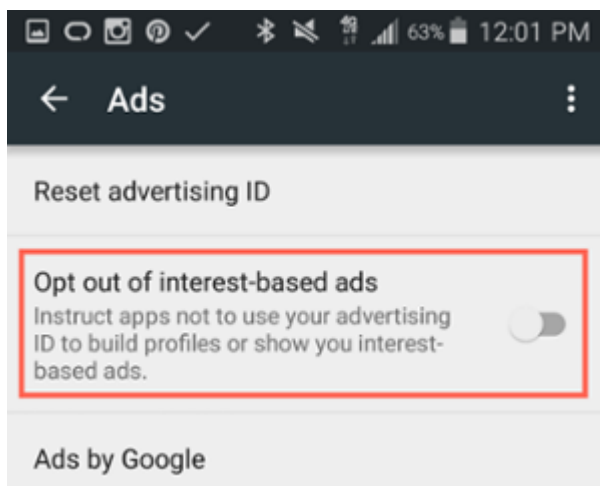 63% 12:01 PM
Ads
Reset advertising ID
Opt out of interest-based ads
Instruct apps not to use your advertising
ID to build profiles or show you interest-
based ads.
Ads by Google